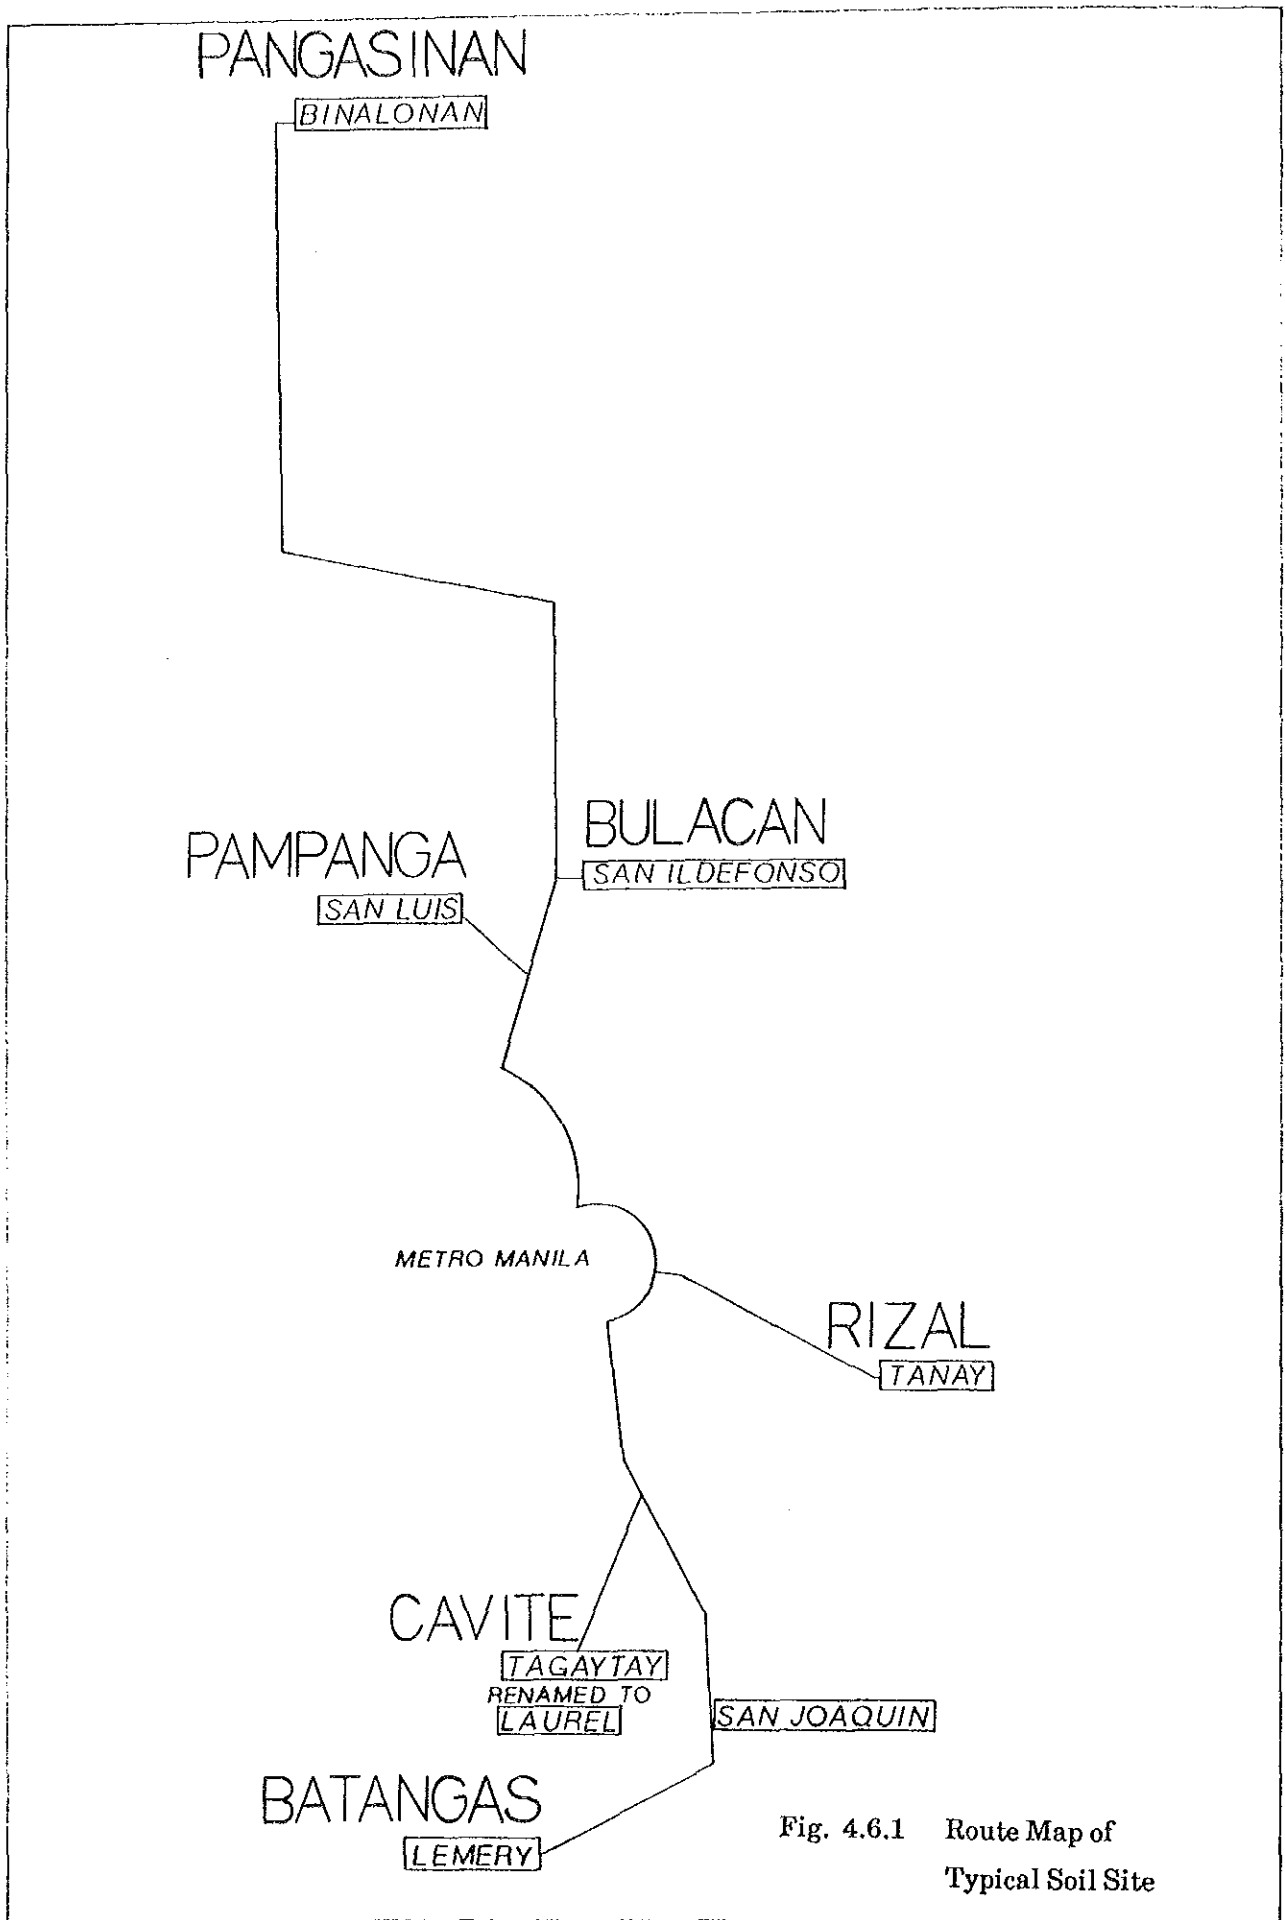 PANGASINAN
BINALONAN
BULACAN
SAN ILDEFONSO
PAMPANGA
SAN LUIS
METRO MANILA
RIZAL
TANAY
CAVITE
TAGAYTAY
RENAMED TO
LAUREL
SAN JOAQUIN
BATANGAS
LEMERY
Fig. 4.6.1 Route Map of
Typical Soil Site